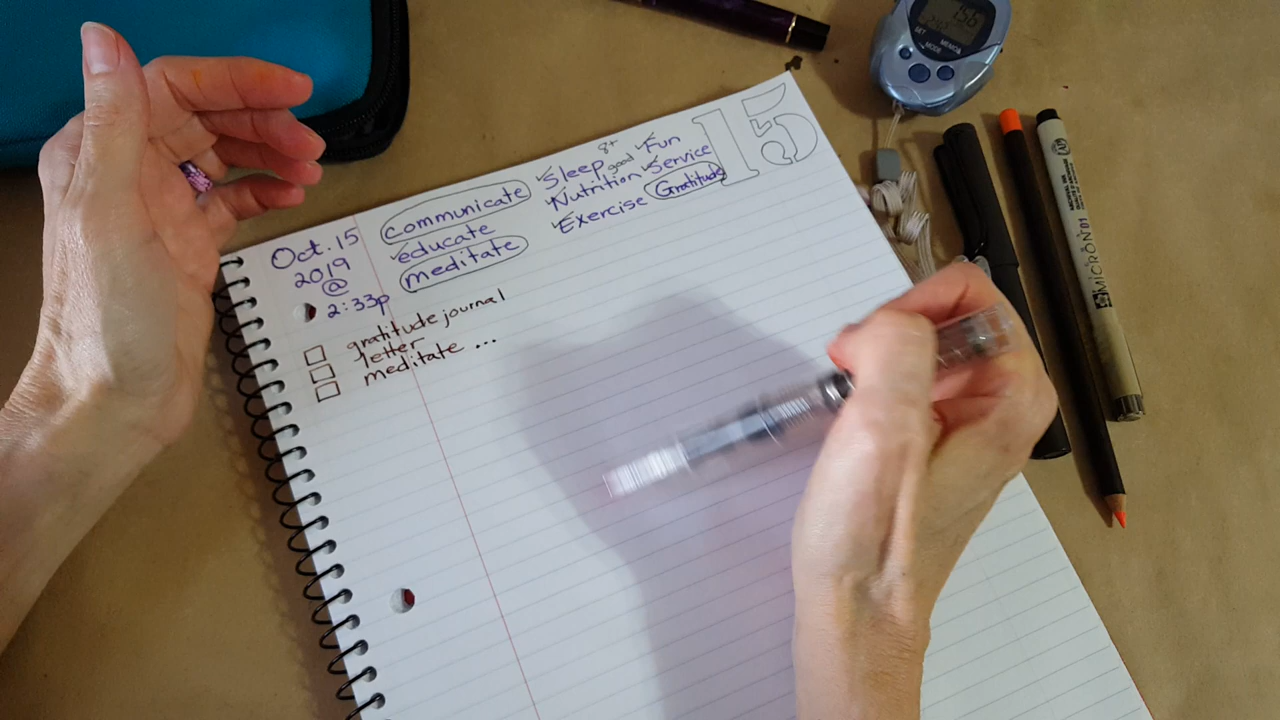 15
Oct. 15
2019
@
2:33p
communicate
educate
meditate
✓Sleep 8+
✓Nutrition good
✓Exercise
✓Fun
✓Service
Gratitude
gratitude journal
letter
meditate ...
SET
MEMO
MODE
MICRON 01